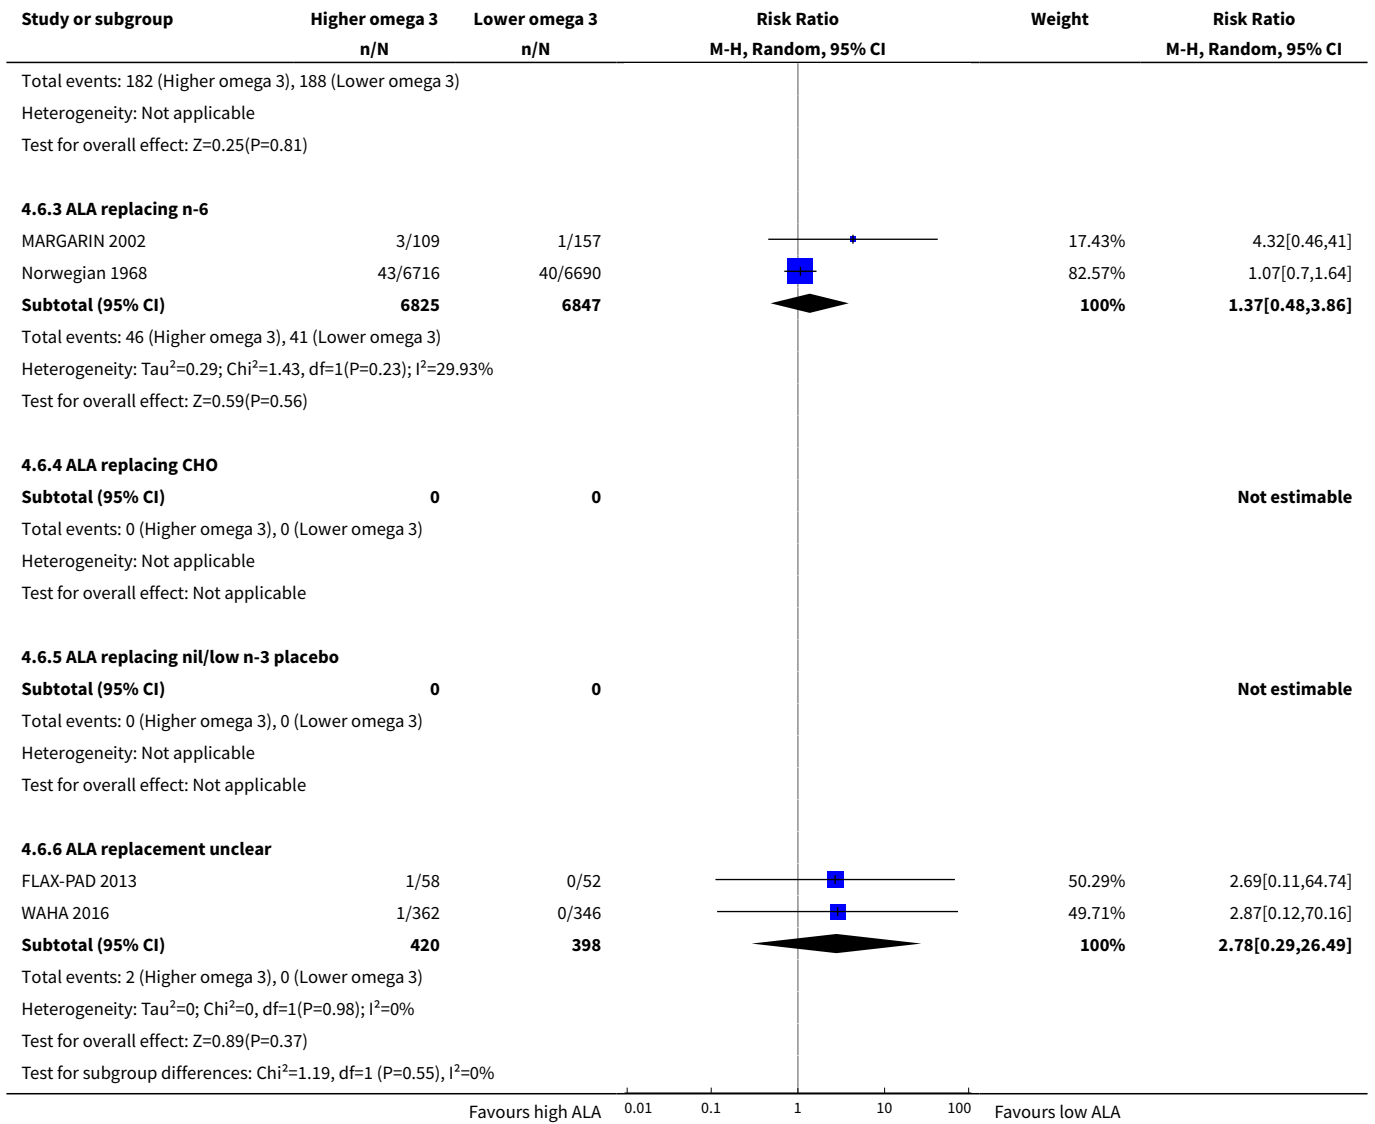 Study or subgroup Higher omega 3 Lower omega 3 Risk Ratio Weight Risk Ratio
n/N n/N M-H, Random, 95% CI M-H, Random, 95% CI
Total events: 182 (Higher omega 3), 188 (Lower omega 3)
Heterogeneity: Not applicable
Test for overall effect: Z=0.25(P=0.81)
4.6.3 ALA replacing n-6
MARGARIN 2002 3/109 1/157 17.43% 4.32[0.46,41]
Norwegian 1968 43/6716 40/6690 82.57% 1.07[0.7,1.64]
Subtotal (95% CI) 6825 6847 100% 1.37[0.48,3.86]
Total events: 46 (Higher omega 3), 41 (Lower omega 3)
Heterogeneity: Tau²=0.29; Chi²=1.43, df=1(P=0.23); I²=29.93%
Test for overall effect: Z=0.59(P=0.56)
4.6.4 ALA replacing CHO
Subtotal (95% CI) 0 0 Not estimable
Total events: 0 (Higher omega 3), 0 (Lower omega 3)
Heterogeneity: Not applicable
Test for overall effect: Not applicable
4.6.5 ALA replacing nil/low n-3 placebo
Subtotal (95% CI) 0 0 Not estimable
Total events: 0 (Higher omega 3), 0 (Lower omega 3)
Heterogeneity: Not applicable
Test for overall effect: Not applicable
4.6.6 ALA replacement unclear
FLAX-PAD 2013 1/58 0/52 50.29% 2.69[0.11,64.74]
WAHA 2016 1/362 0/346 49.71% 2.87[0.12,70.16]
Subtotal (95% CI) 420 398 100% 2.78[0.29,26.49]
Total events: 2 (Higher omega 3), 0 (Lower omega 3)
Heterogeneity: Tau²=0; Chi²=0, df=1(P=0.98); I²=0%
Test for overall effect: Z=0.89(P=0.37)
Test for subgroup differences: Chi²=1.19, df=1 (P=0.55), I²=0%
Favours high ALA 0.01 0.1 1 10 100 Favours low ALA